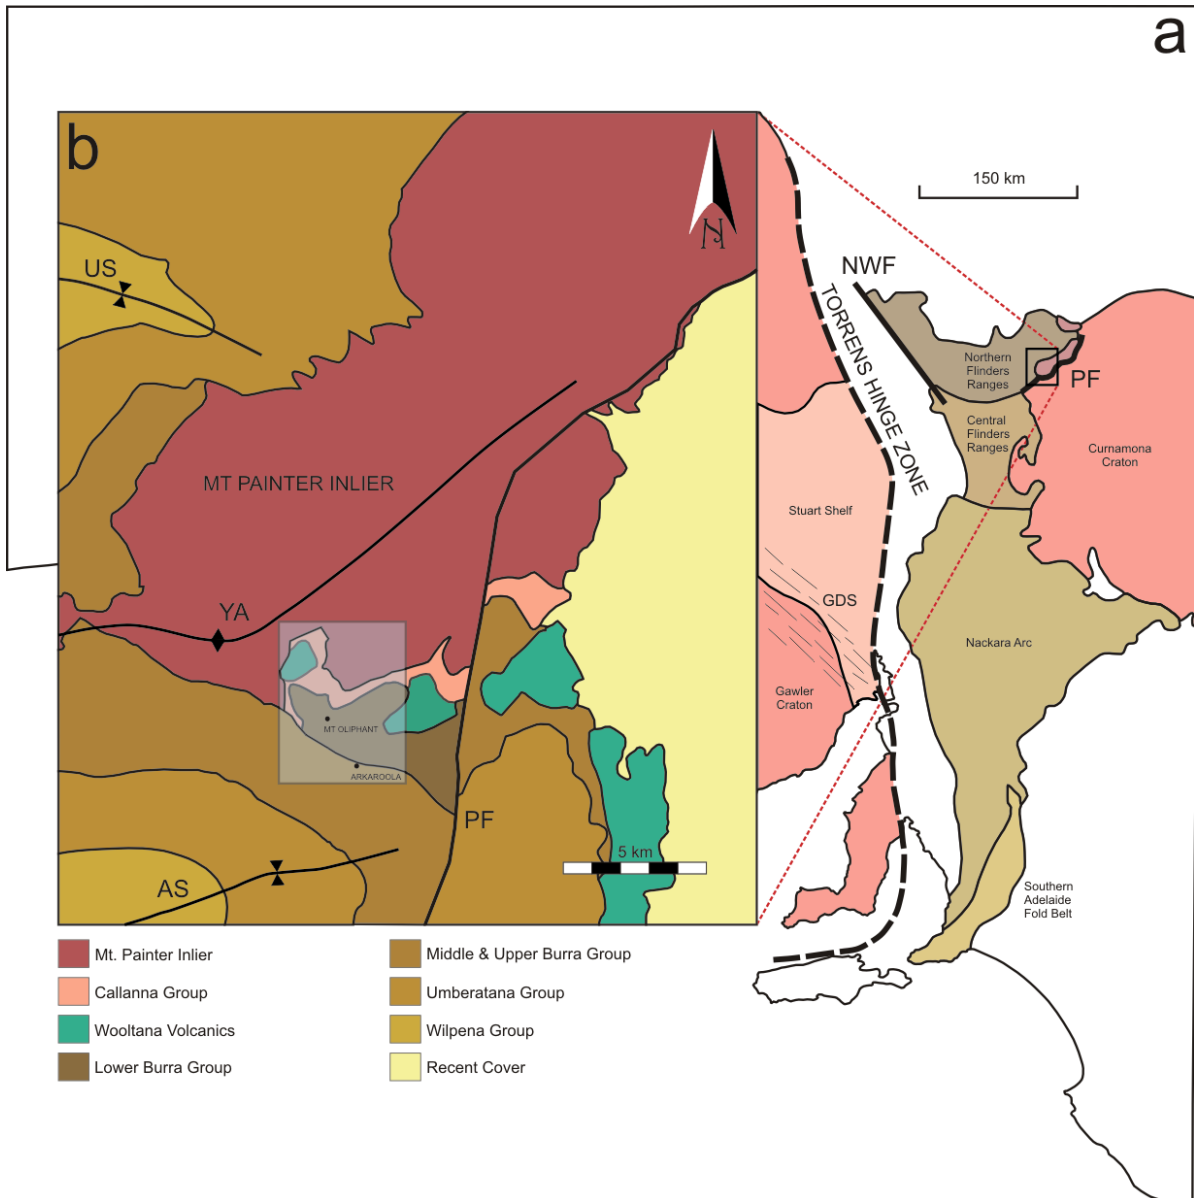 a
b
N
US
150 km
NWF
TORRENS HINGE ZONE
Northern
Flinders
Ranges
PF
Central
Flinders
Ranges
Curnamona
Craton
MT PAINTER INLIER
Stuart Shelf
GDS
YA
Nackara Arc
Gawler
Craton
MT OLIPHANT
ARKAROOLA
PF
5 km
AS
Southern
Adelaide
Fold Belt
Mt. Painter Inlier
Callanna Group
Wooltana Volcanics
Lower Burra Group
Middle & Upper Burra Group
Umberatana Group
Wilpena Group
Recent Cover